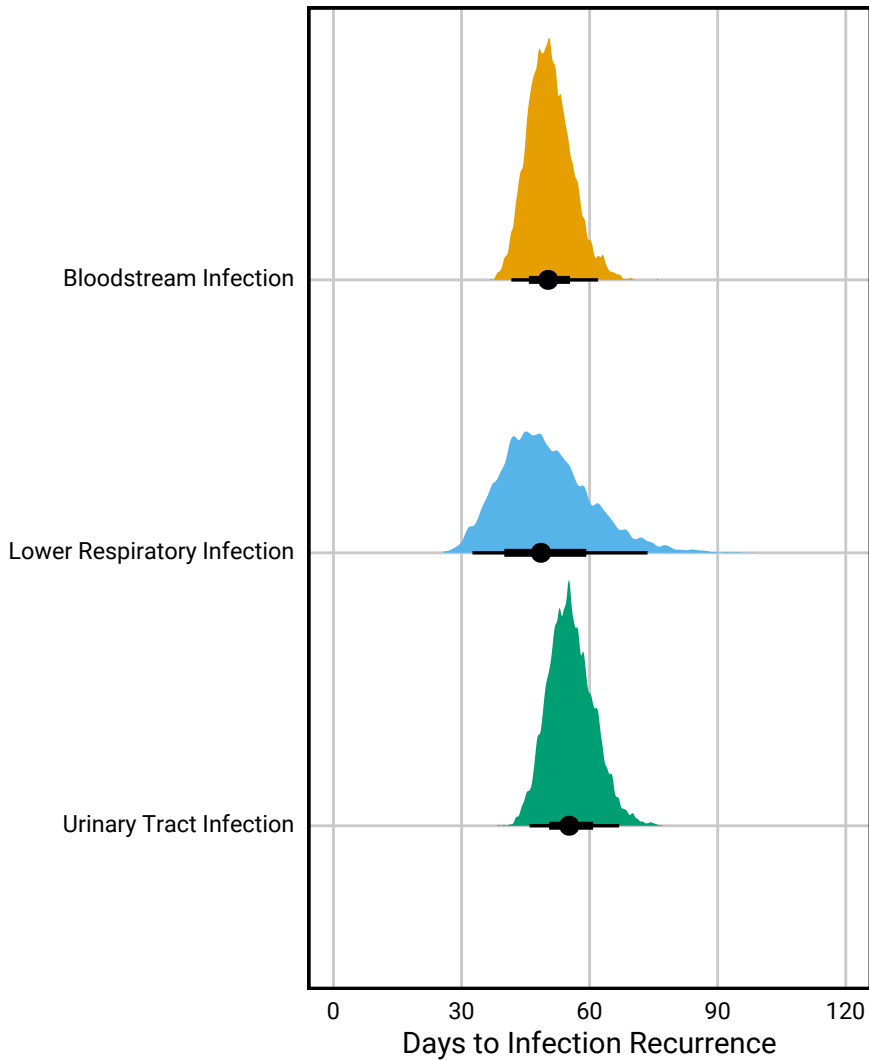 Bloodstream Infection
Lower Respiratory Infection
Urinary Tract Infection
0 30 60 90 120
Days to Infection Recurrence